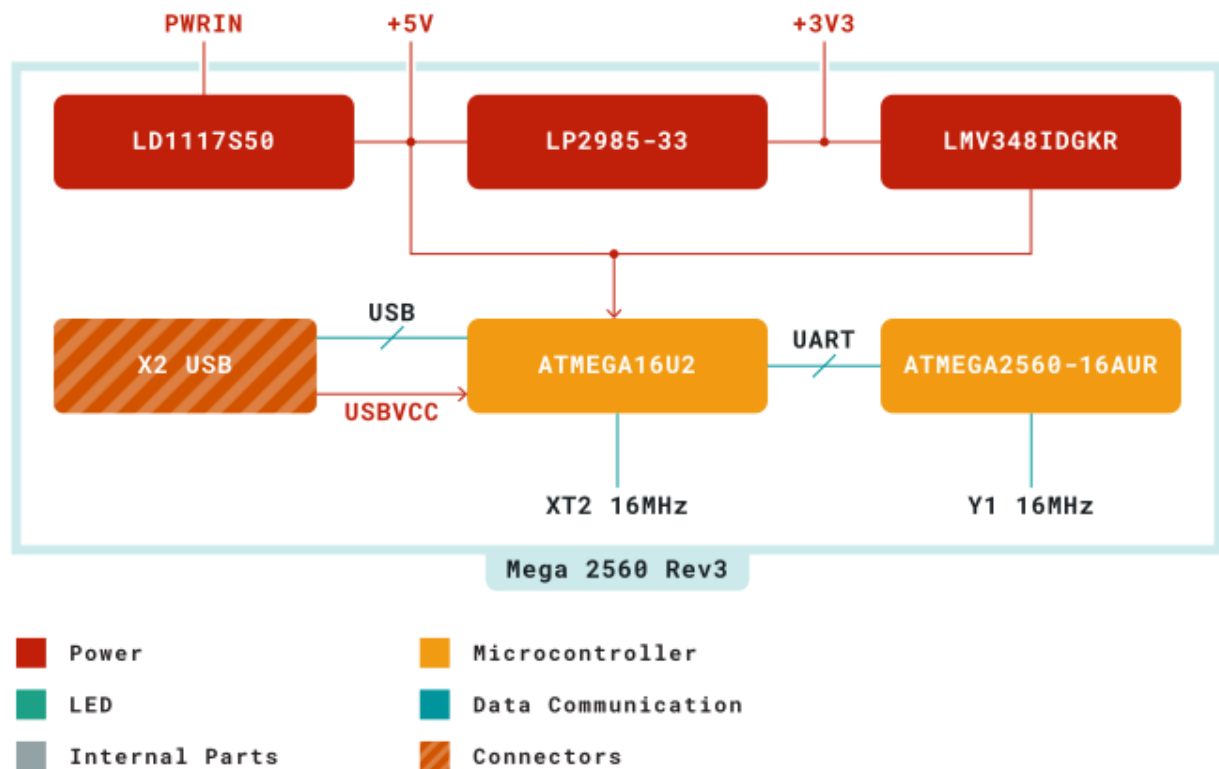 PWRIN
+5V
+3V3
LD1117S50
LP2985-33
LMV348IDGKR
USB
UART
X2 USB
ATMEGA16U2
ATMEGA2560-16AUR
USBVCC
XT2 16MHz
Y1 16MHz
Mega 2560 Rev3
Power
Microcontroller
LED
Data Communication
Internal Parts
Connectors